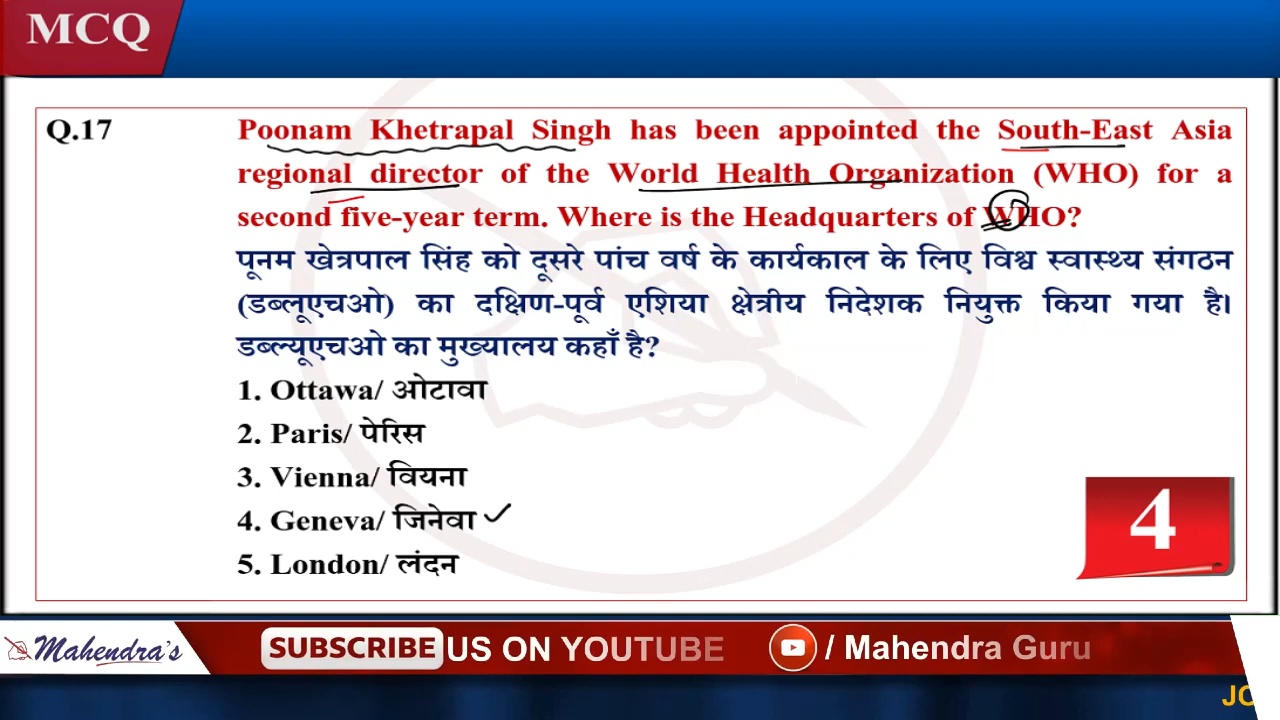 MCQ
Q.17 Poonam Khetrapal Singh has been appointed the South-East Asia
regional director of the World Health Organization (WHO) for a
second five-year term. Where is the Headquarters of WHO?
पूनम खेत्रपाल सिंह को दूसरे पांच वर्ष के कार्यकाल के लिए विश्व स्वास्थ्य संगठन
(डब्लूएचओ) का दक्षिण-पूर्व एशिया क्षेत्रीय निदेशक नियुक्त किया गया है।
डब्ल्यूएचओ का मुख्यालय कहाँ है?
1. Ottawa/ ओटावा
2. Paris/ पेरिस
3. Vienna/ वियना
4. Geneva/ जिनेवा
5. London/ लंदन
4
Mahendra's
SUBSCRIBE US ON YOUTUBE / Mahendra Guru